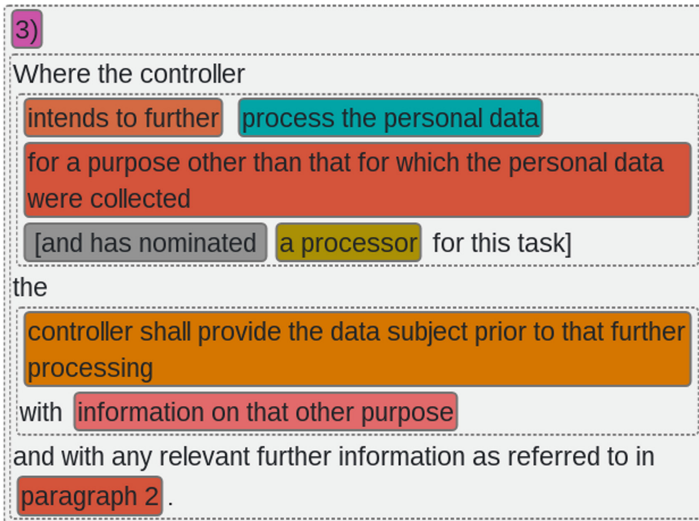 3)
Where the controller
intends to further process the personal data
for a purpose other than that for which the personal data
were collected
[and has nominated a processor for this task]
the
controller shall provide the data subject prior to that further
processing
with information on that other purpose
and with any relevant further information as referred to in
paragraph 2 .